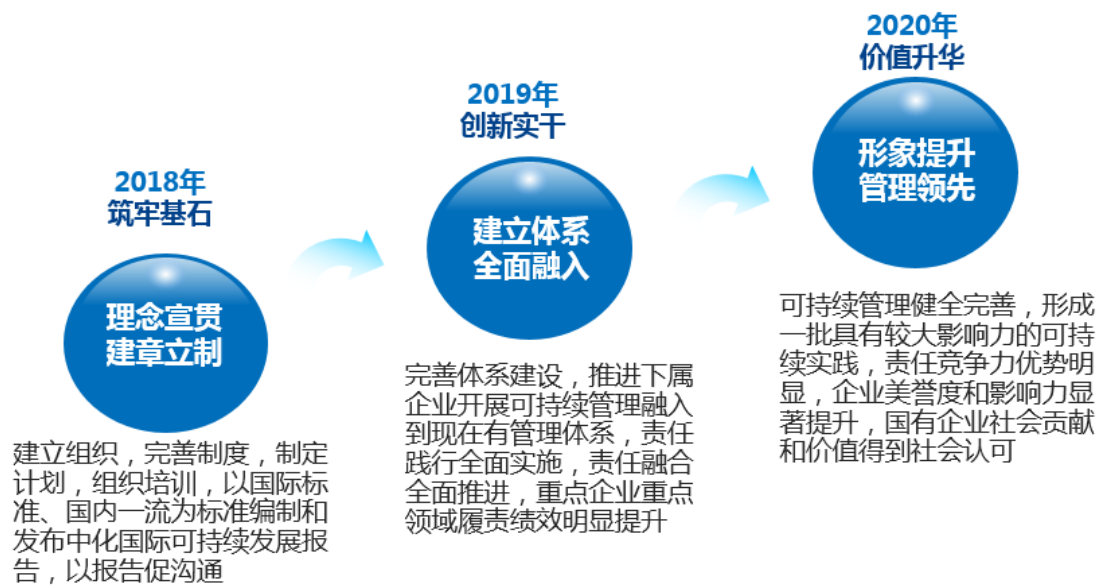 2018年
筑牢基石
理念宣贯
建章立制
建立组织，完善制度，制定
计划，组织培训，以国际标
准、国内一流为标准编制和
发布中化国际可持续发展报
告，以报告促沟通
2019年
创新实干
建立体系
全面融入
完善体系建设，推进下属
企业开展可持续管理融入
到现在有管理体系，责任
践行全面实施，责任融合
全面推进，重点企业重点
领域履责绩效明显提升
2020年
价值升华
形象提升
管理领先
可持续管理健全完善，形成
一批具有较大影响力的可持
续实践，责任竞争力优势明
显，企业美誉度和影响力显
著提升，国有企业社会贡献
和价值得到社会认可